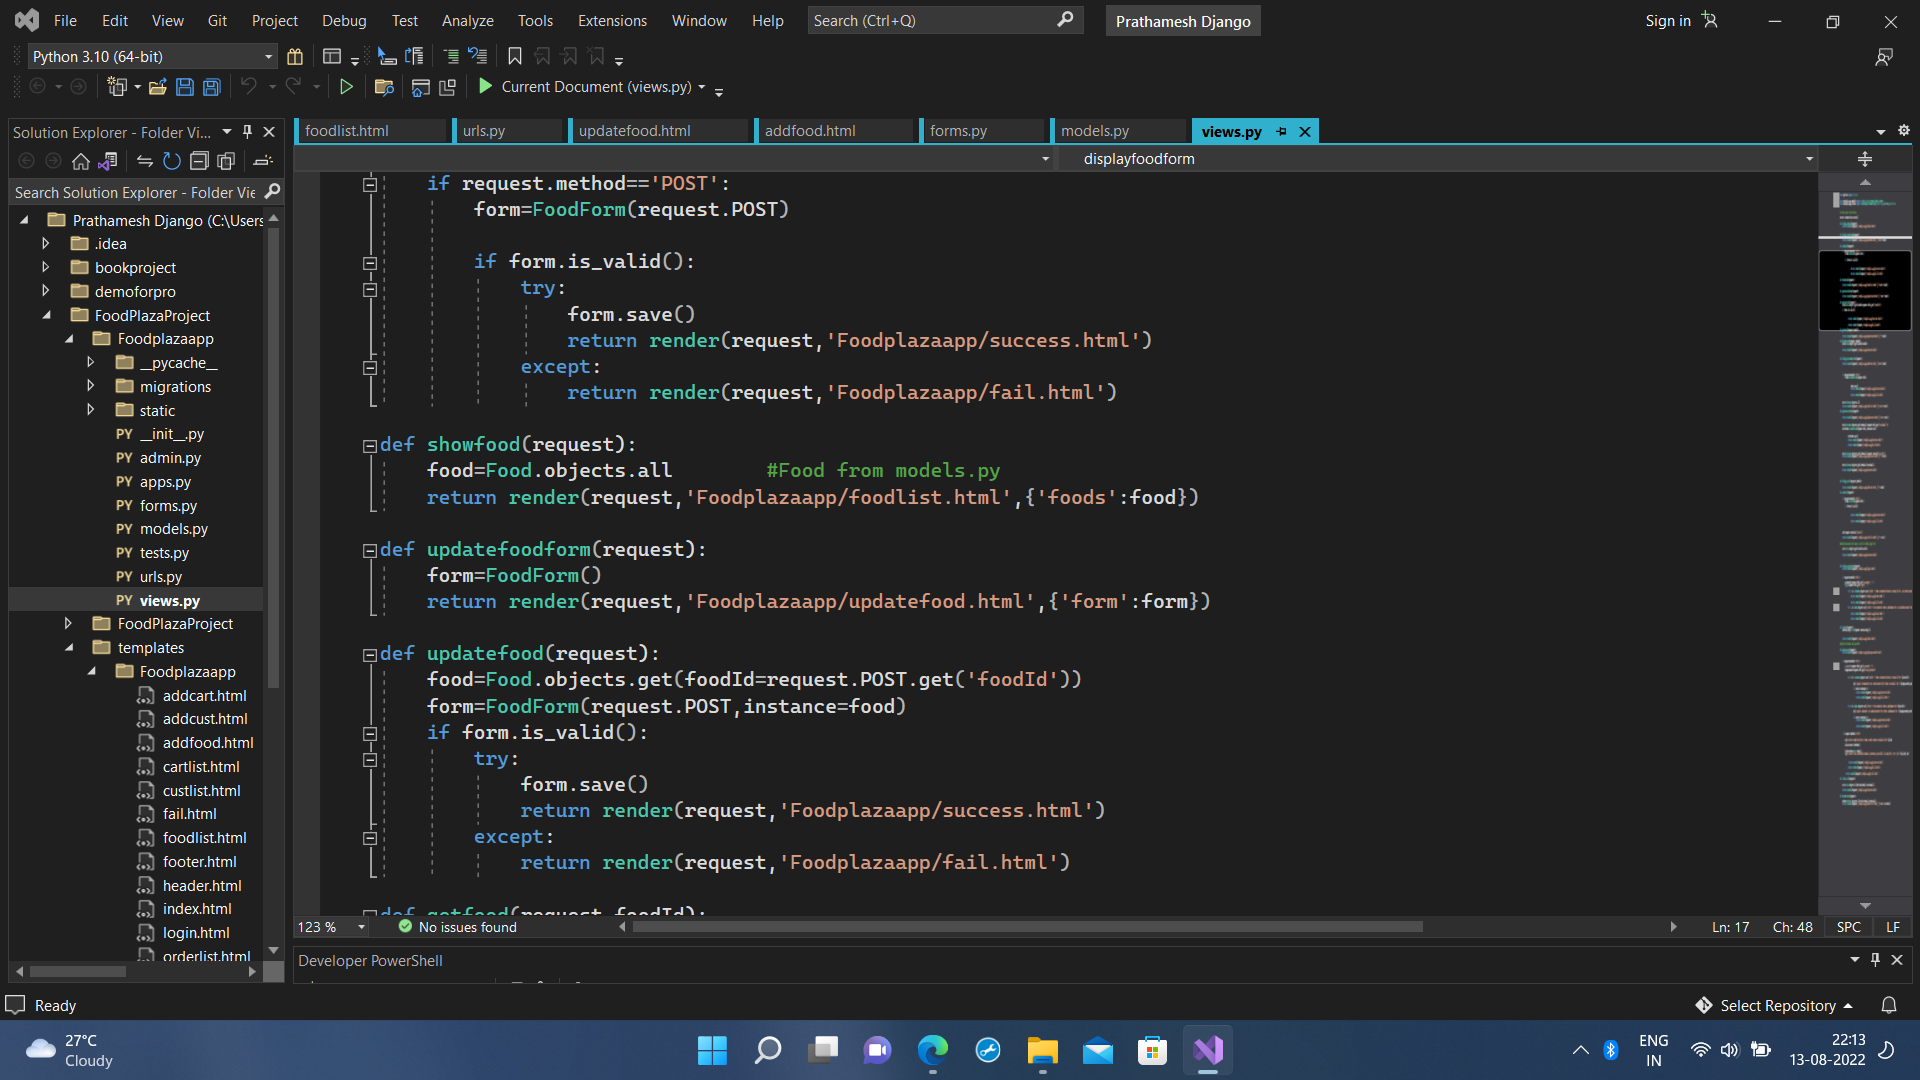 File Edit View Git Project Debug Test Analyze Tools Extensions Window Help Search (Ctrl+Q) Prathamesh Django Sign in
Python 3.10 (64-bit)
Current Document (views.py)
Solution Explorer - Folder Vi...
Search Solution Explorer - Folder Vie
Prathamesh Django (C:\Users
.idea
bookproject
demoforpro
FoodPlazaProject
Foodplazaapp
__pycache__
migrations
static
PY __init__.py
PY admin.py
PY apps.py
PY forms.py
PY models.py
PY tests.py
PY urls.py
PY views.py
FoodPlazaProject
templates
Foodplazaapp
addcart.html
addcust.html
addfood.html
cartlist.html
custlist.html
fail.html
foodlist.html
footer.html
header.html
index.html
login.html
orderlist.html
foodlist.html urls.py updatefood.html addfood.html forms.py models.py views.py
displayfoodform
if request.method=='POST':
form=FoodForm(request.POST)
if form.is_valid():
try:
form.save()
return render(request,'Foodplazaapp/success.html')
except:
return render(request,'Foodplazaapp/fail.html')
def showfood(request):
food=Food.objects.all #Food from models.py
return render(request,'Foodplazaapp/foodlist.html',{'foods':food})
def updatefoodform(request):
form=FoodForm()
return render(request,'Foodplazaapp/updatefood.html',{'form':form})
def updatefood(request):
food=Food.objects.get(foodId=request.POST.get('foodId'))
form=FoodForm(request.POST,instance=food)
if form.is_valid():
try:
form.save()
return render(request,'Foodplazaapp/success.html')
except:
return render(request,'Foodplazaapp/fail.html')
def getfood(request,foodId):
123 % No issues found Ln: 17 Ch: 48 SPC LF
Developer PowerShell
Ready Select Repository
27°C
Cloudy
ENG
IN
22:13
13-08-2022